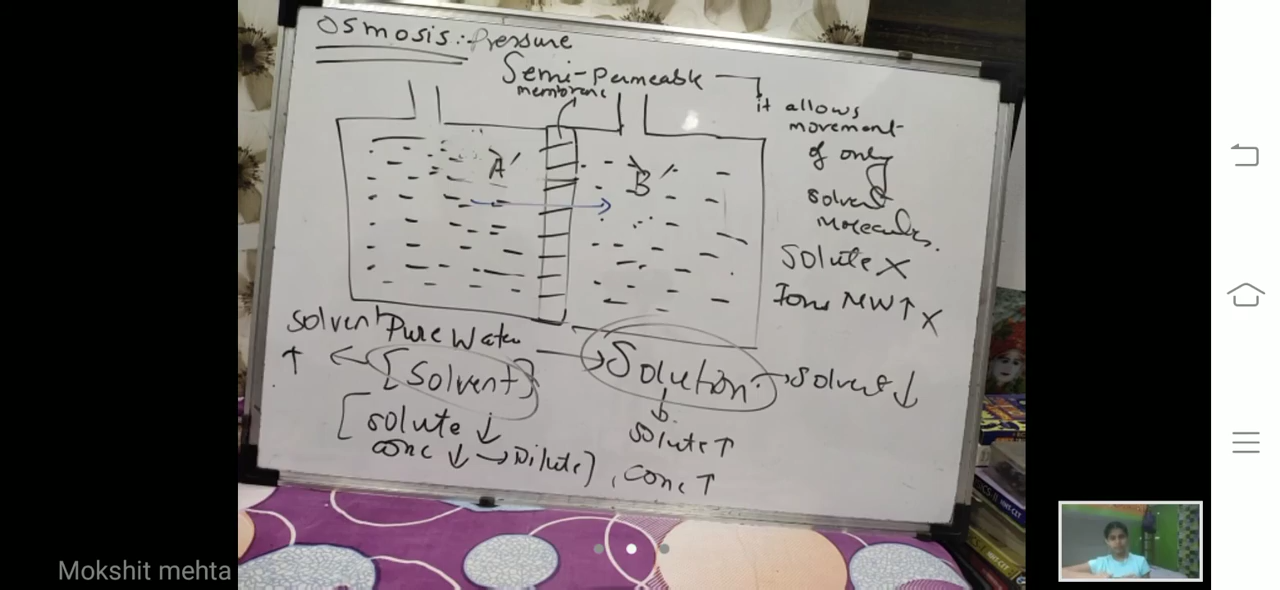 Osmosis: Pressure
Semi-permeable
membrane
it allows
movement
of only
solvent
molecules.
A'
B'
Solute X
Ions MW↑ X
Solvent Pure Water
↑ ← [Solvent]
→ Solution. → Solvent ↓
[solute ↓
solute ↑
conc ↓ → Dilute]
, conc ↑
Mokshit mehta